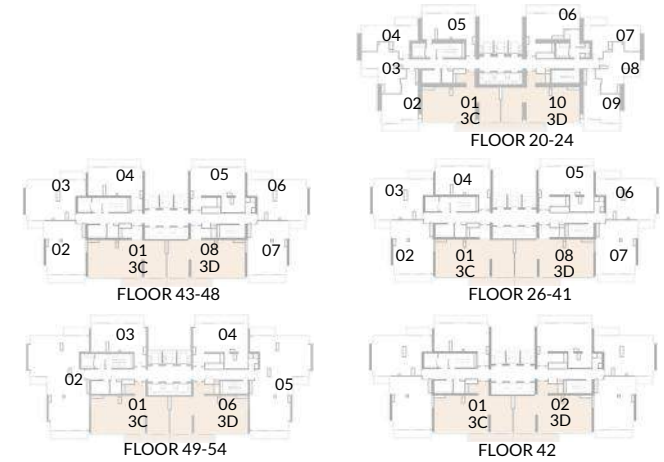 05 06
04 07
03 08
02 01 10 09
3C 3D
FLOOR 20-24
03 04 05 06
02 01 08 07
3C 3D
FLOOR 43-48
03 04 05 06
02 01 08 07
3C 3D
FLOOR 26-41
03 04
02 05
01 06
3C 3D
FLOOR 49-54
01 02
3C 3D
FLOOR 42